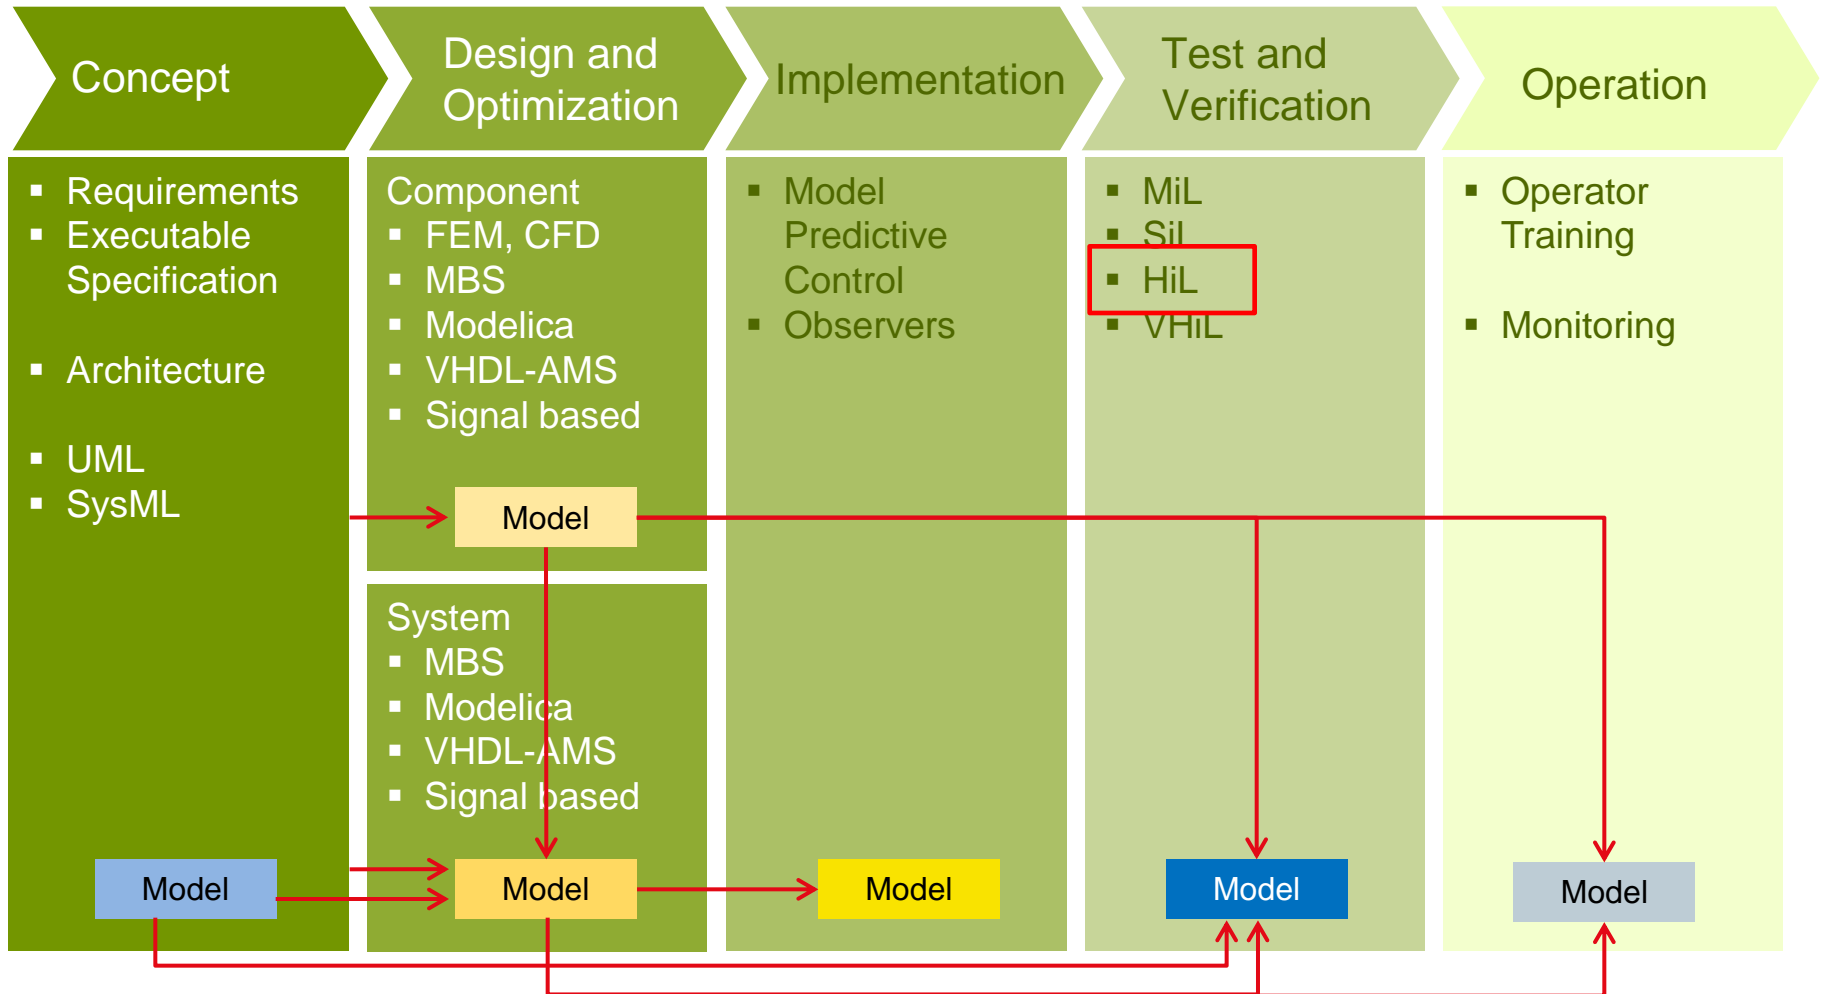 Concept
Design and
Optimization
Implementation
Test and
Verification
Operation
▪ Requirements
▪ Executable
Specification
▪ Architecture
▪ UML
▪ SysML
Model
Component
▪ FEM, CFD
▪ MBS
▪ Modelica
▪ VHDL-AMS
▪ Signal based
Model
System
▪ MBS
▪ Modelica
▪ VHDL-AMS
▪ Signal based
Model
▪ Model
Predictive
Control
▪ Observers
Model
▪ MiL
▪ SiL
▪ HiL
▪ VHiL
Model
▪ Operator
Training
▪ Monitoring
Model